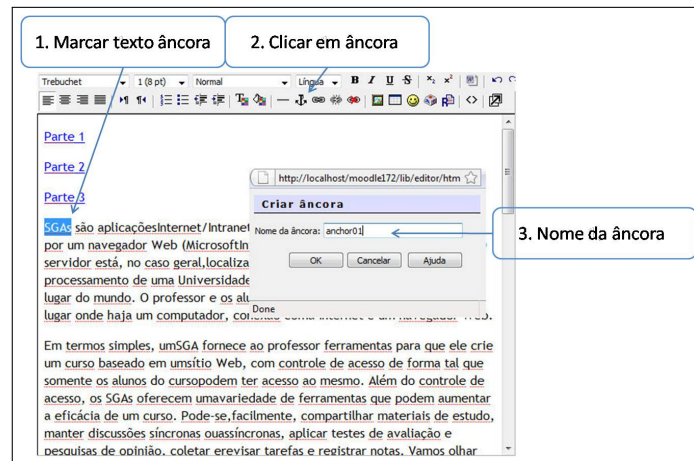 1. Marcar texto âncora
2. Clicar em âncora
Trebuchet 1 (8 pt) Normal Língua B I U S x₂ x²
Parte 1
Parte 2
Parte 3
http://localhost/moodle172/lib/editor/htm
Criar âncora
Nome da âncora: anchor01
3. Nome da âncora
OK Cancelar Ajuda
Done
SGAs são aplicaçõesInternet/Intranet
por um navegador Web (MicrosoftIn
servidor está, no caso geral,localiza
processamento de uma Universidade
lugar do mundo. O professor e os alu
lugar onde haja um computador,
Em termos simples, umSGA fornece ao professor ferramentas para que ele crie
um curso baseado em umsítio Web, com controle de acesso de forma tal que
somente os alunos do cursopodem ter acesso ao mesmo. Além do controle de
acesso, os SGAs oferecem umavariedade de ferramentas que podem aumentar
a eficácia de um curso. Pode-se,facilmente, compartilhar materiais de estudo,
manter discussões síncronas ouassíncronas, aplicar testes de avaliação e
pesquisas de opinião, coletar erevisar tarefas e registrar notas. Vamos olhar